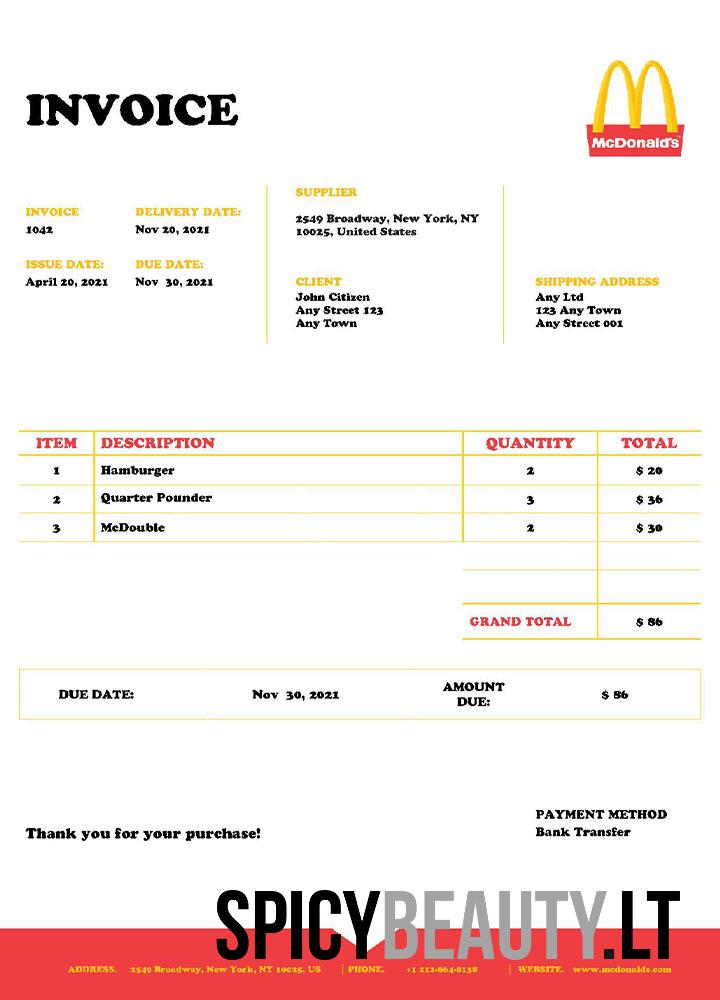 INVOICE
McDonald's
INVOICE
1042
DELIVERY DATE:
Nov 20, 2021
ISSUE DATE:
April 20, 2021
DUE DATE:
Nov 30, 2021
SUPPLIER
2549 Broadway, New York, NY
10025, United States
CLIENT
John Citizen
Any Street 123
Any Town
SHIPPING ADDRESS
Any Ltd
123 Any Town
Any Street 001
ITEM DESCRIPTION QUANTITY TOTAL
1 Hamburger 2 $ 20
2 Quarter Pounder 3 $ 36
3 McDouble 2 $ 30
GRAND TOTAL $ 86
DUE DATE: Nov 30, 2021 AMOUNT DUE: $ 86
PAYMENT METHOD
Bank Transfer
Thank you for your purchase!
SPICYBEAUTY.LT
ADDRESS. 2549 Broadway, New York, NY 10025, US PHONE. +1 212-864-8138 WEBSITE. www.mcdonalds.com